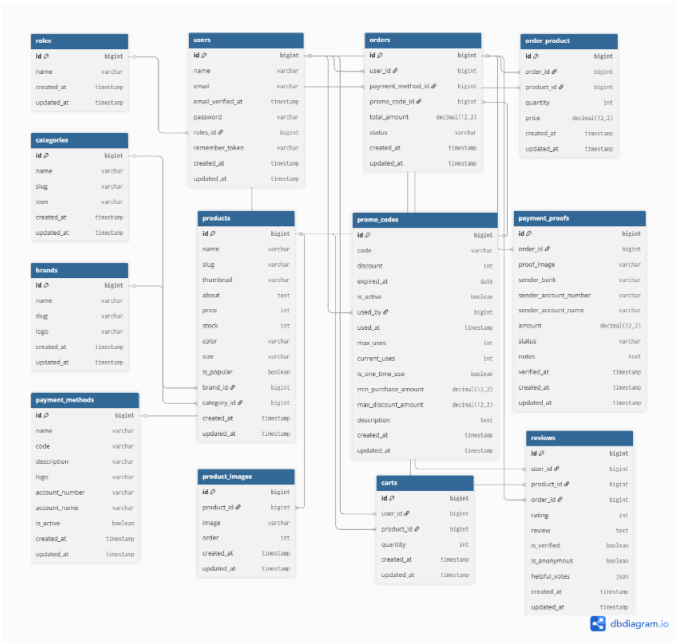 roles
id bigint
name varchar
created_at timestamp
updated_at timestamp
users
id bigint
name varchar
email varchar
email_verified_at timestamp
password varchar
roles_id bigint
remember_token varchar
created_at timestamp
updated_at timestamp
orders
id bigint
user_id bigint
payment_method_id bigint
promo_code_id bigint
total_amount decimal(12,2)
status varchar
created_at timestamp
updated_at timestamp
order_product
id bigint
order_id bigint
product_id bigint
quantity int
price decimal(12,2)
created_at timestamp
updated_at timestamp
categories
id bigint
name varchar
slug varchar
icon varchar
created_at timestamp
updated_at timestamp
products
id bigint
name varchar
slug varchar
thumbnail varchar
about text
price int
stock int
color varchar
size varchar
is_popular boolean
brand_id bigint
category_id bigint
created_at timestamp
updated_at timestamp
promo_codes
id bigint
code varchar
discount int
expired_at date
is_active boolean
used_by bigint
used_at timestamp
max_uses int
current_uses int
is_one_time_use boolean
min_purchase_amount decimal(12,2)
max_discount_amount decimal(12,2)
description text
created_at timestamp
updated_at timestamp
payment_proofs
id bigint
order_id bigint
proof_image varchar
sender_bank varchar
sender_account_number varchar
sender_account_name varchar
amount decimal(12,2)
status varchar
notes text
verified_at timestamp
created_at timestamp
updated_at timestamp
brands
id bigint
name varchar
slug varchar
logo varchar
created_at timestamp
updated_at timestamp
payment_methods
id bigint
name varchar
code varchar
description varchar
logo varchar
account_number varchar
account_name varchar
is_active boolean
created_at timestamp
updated_at timestamp
product_images
id bigint
product_id bigint
image varchar
order int
created_at timestamp
updated_at timestamp
carts
id bigint
user_id bigint
product_id bigint
quantity int
created_at timestamp
updated_at timestamp
reviews
id bigint
user_id bigint
product_id bigint
order_id bigint
rating int
review text
is_verified boolean
is_anonymous boolean
helpful_votes json
created_at timestamp
updated_at timestamp
dbdiagram.io